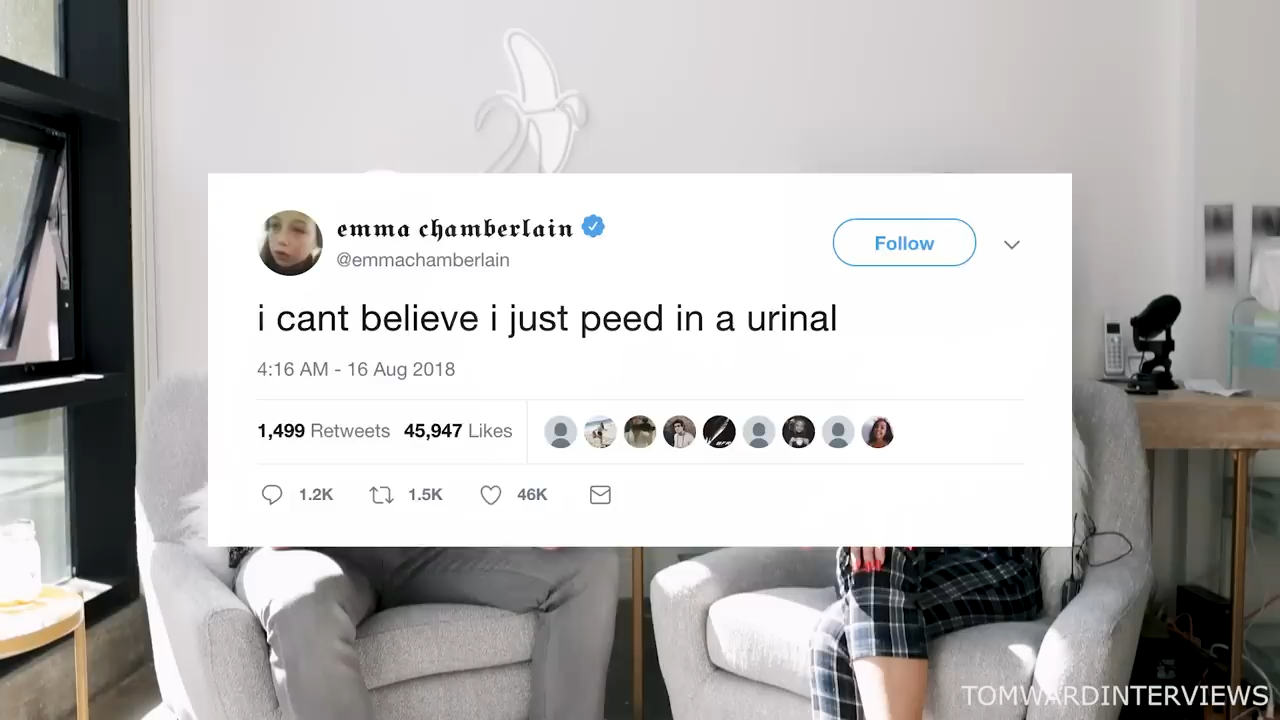 emma chamberlain
@emmachamberlain
Follow
i cant believe i just peed in a urinal
4:16 AM - 16 Aug 2018
1,499 Retweets 45,947 Likes
1.2K 1.5K 46K
TOMWARDINTERVIEWS